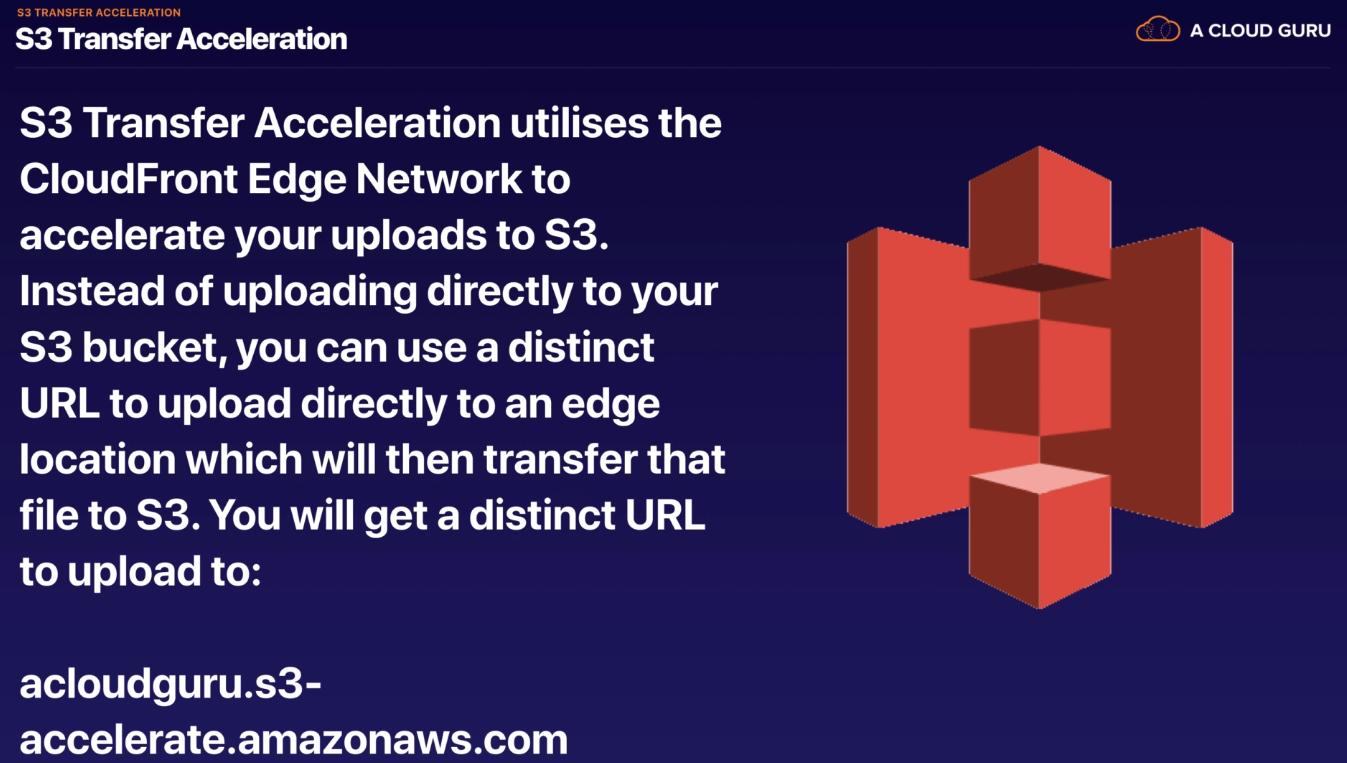 S3 TRANSFER ACCELERATION
S3 Transfer Acceleration
A CLOUD GURU
S3 Transfer Acceleration utilises the
CloudFront Edge Network to
accelerate your uploads to S3.
Instead of uploading directly to your
S3 bucket, you can use a distinct
URL to upload directly to an edge
location which will then transfer that
file to S3. You will get a distinct URL
to upload to:
acloudguru.s3-
accelerate.amazonaws.com